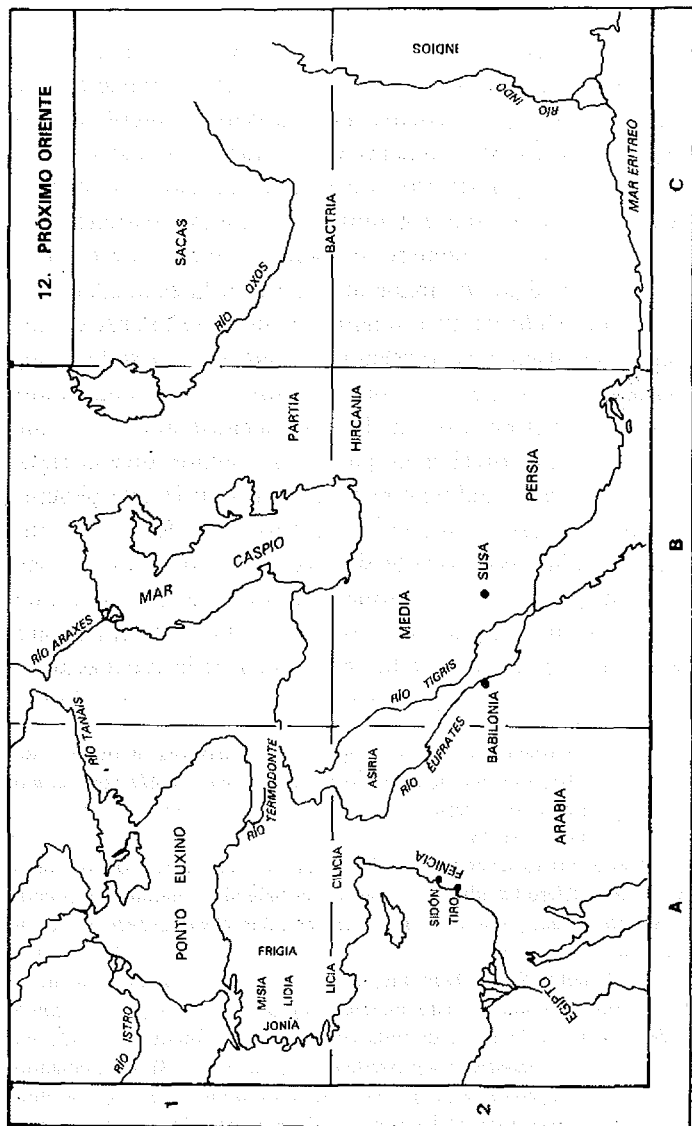 12. PRÓXIMO ORIENTE
RÍO ISTRO
PONTO EUXINO
RÍO TANAIS
RÍO ARAXES
MAR CASPIO
SACAS
RÍO OXOS
INDIOS
RÍO INDO
MISIA
LIDIA
JONÍA
FRIGIA
RÍO TERMODONTE
PARTIA
LICIA
CILICIA
HIRCANIA
BACTRIA
ASIRIA
MEDIA
RÍO TIGRIS
RÍO EUFRATES
SIDÓN
TIRO
FENICIA
BABILONIA
SUSA
PERSIA
ARABIA
EGIPTO
MAR ERITREO
1
2
A
B
C